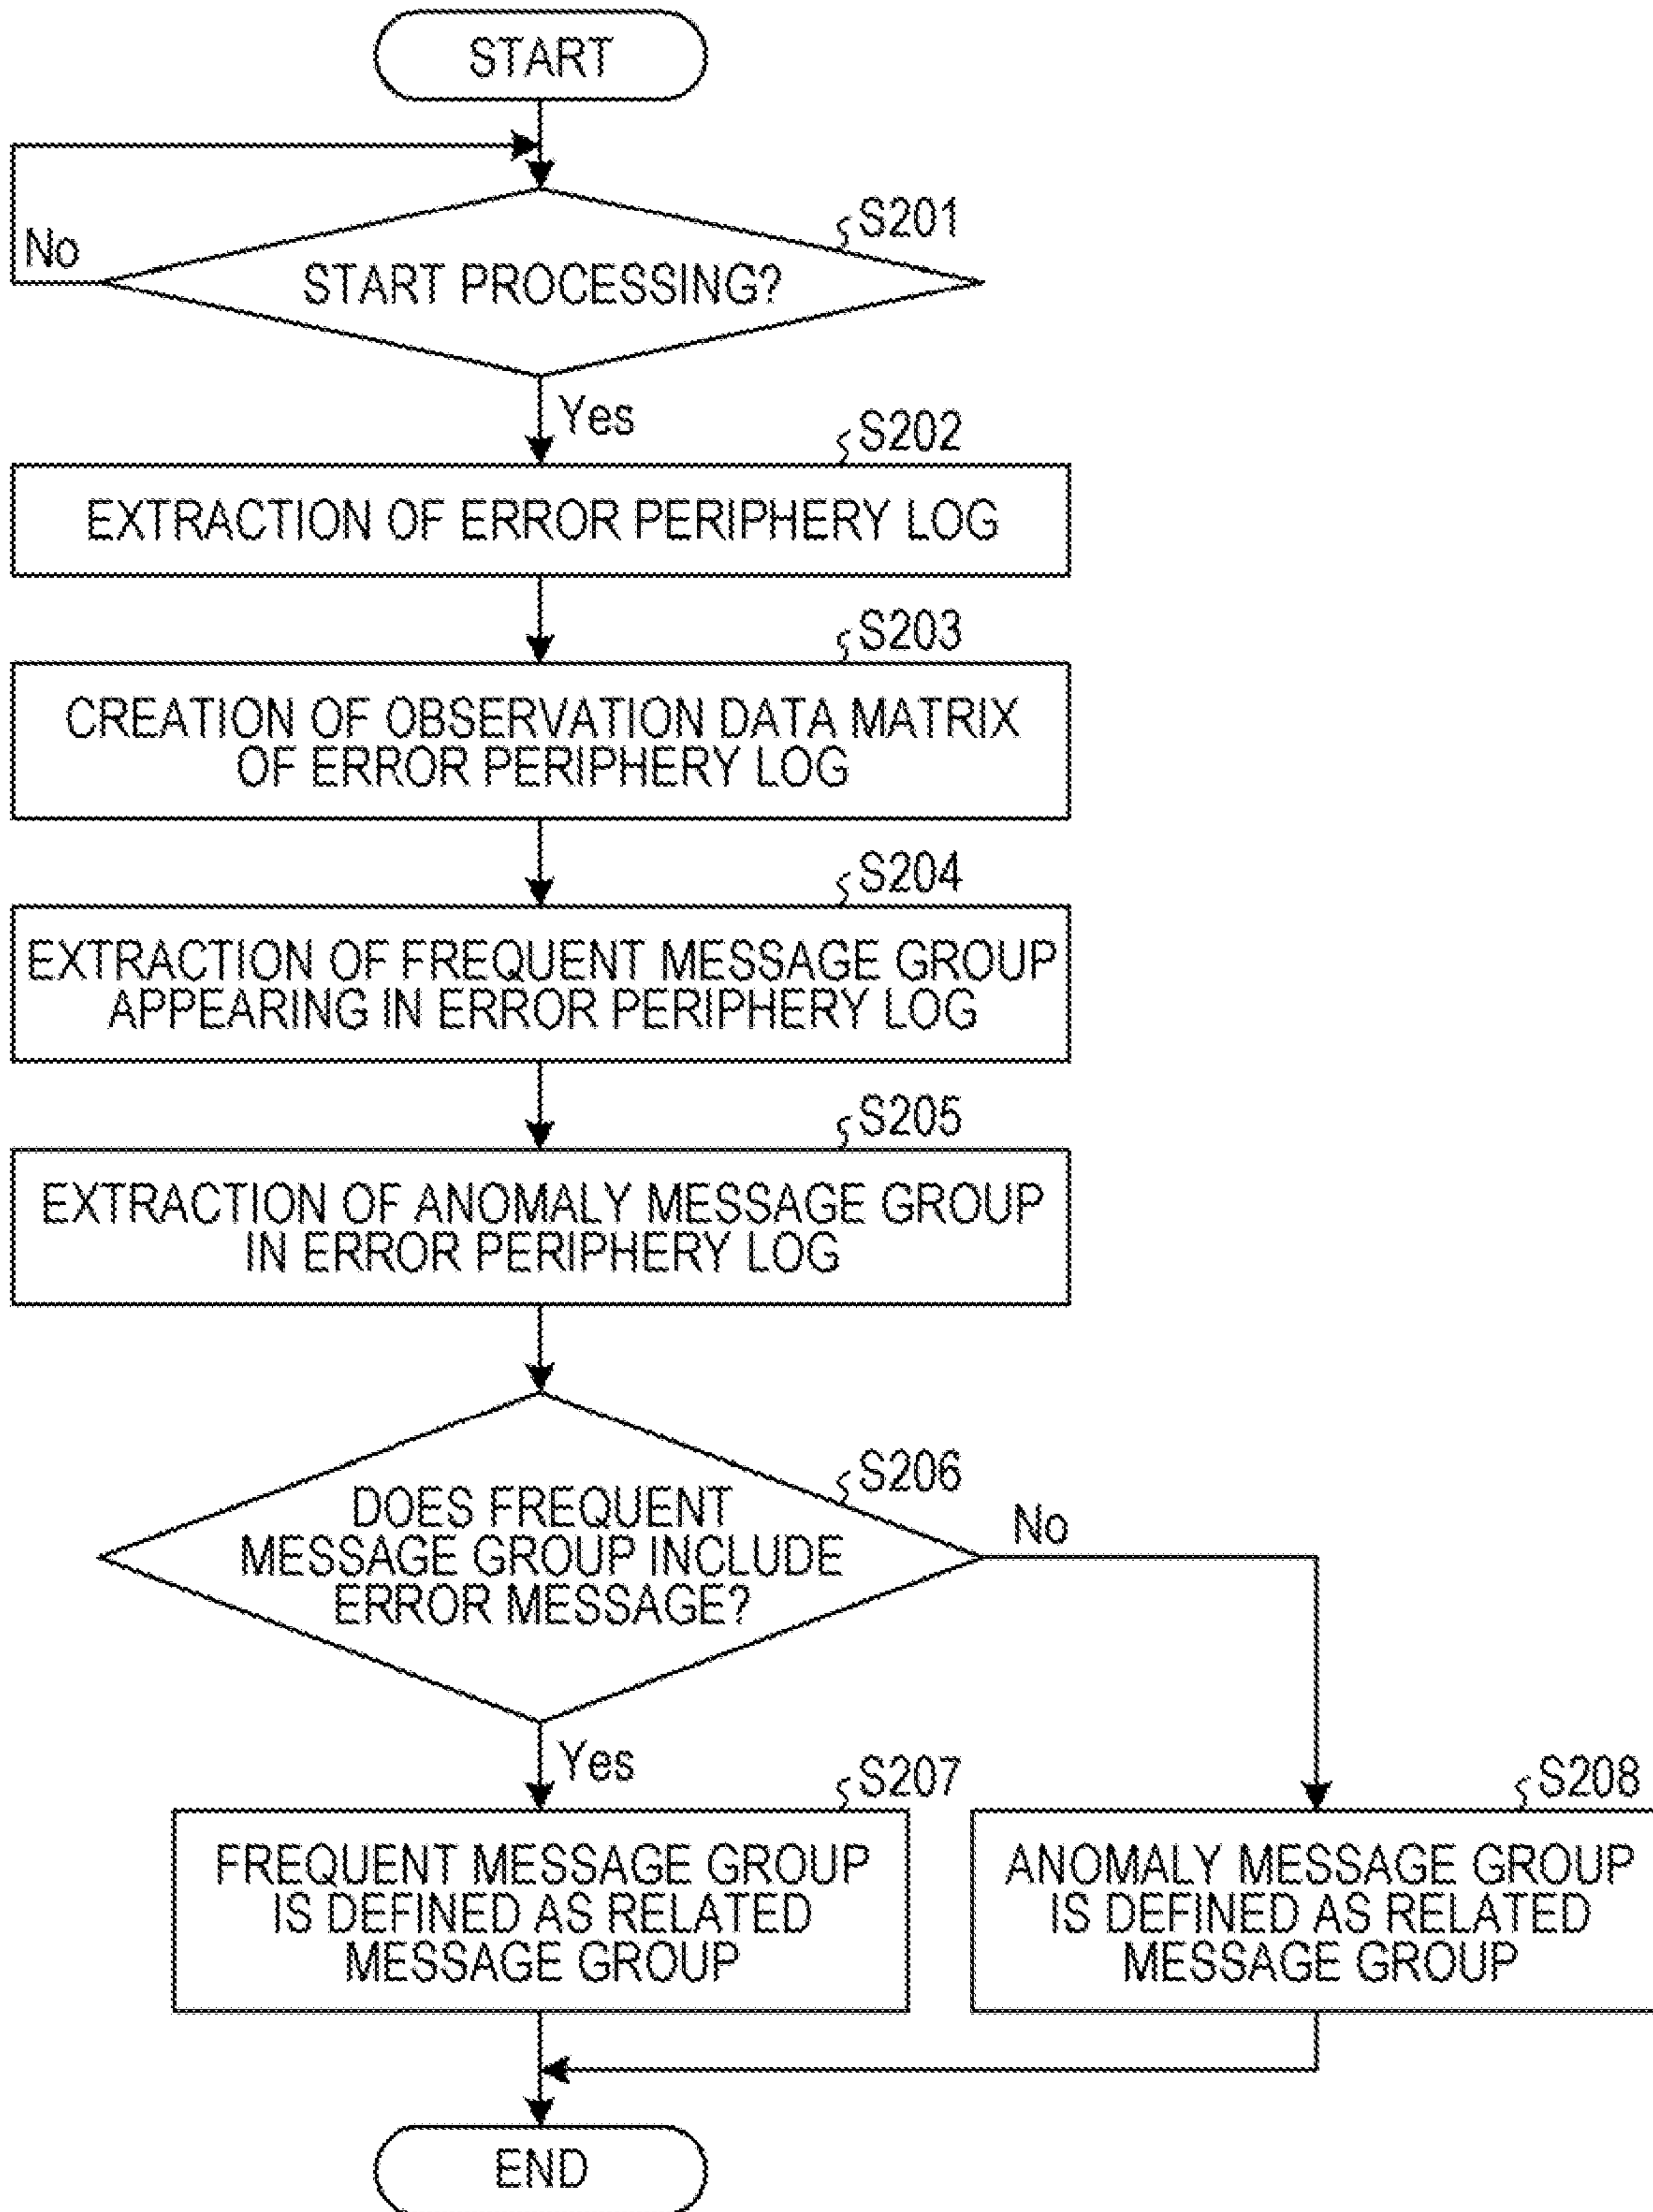 START
S201
No
START PROCESSING?
Yes
S202
EXTRACTION OF ERROR PERIPHERY LOG
S203
CREATION OF OBSERVATION DATA MATRIX
OF ERROR PERIPHERY LOG
S204
EXTRACTION OF FREQUENT MESSAGE GROUP
APPEARING IN ERROR PERIPHERY LOG
S205
EXTRACTION OF ANOMALY MESSAGE GROUP
IN ERROR PERIPHERY LOG
S206
DOES FREQUENT
MESSAGE GROUP INCLUDE
ERROR MESSAGE?
No
Yes
S207
FREQUENT MESSAGE GROUP
IS DEFINED AS RELATED
MESSAGE GROUP
S208
ANOMALY MESSAGE GROUP
IS DEFINED AS RELATED
MESSAGE GROUP
END